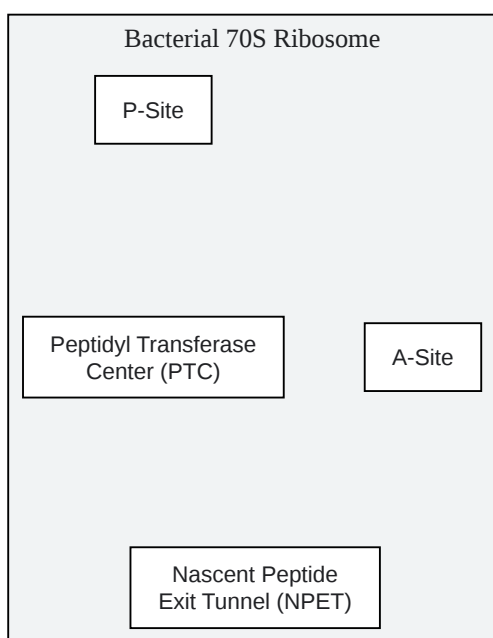 Bacterial 70S Ribosome
P-Site
Peptidyl Transferase
Center (PTC)
A-Site
Nascent Peptide
Exit Tunnel (NPET)